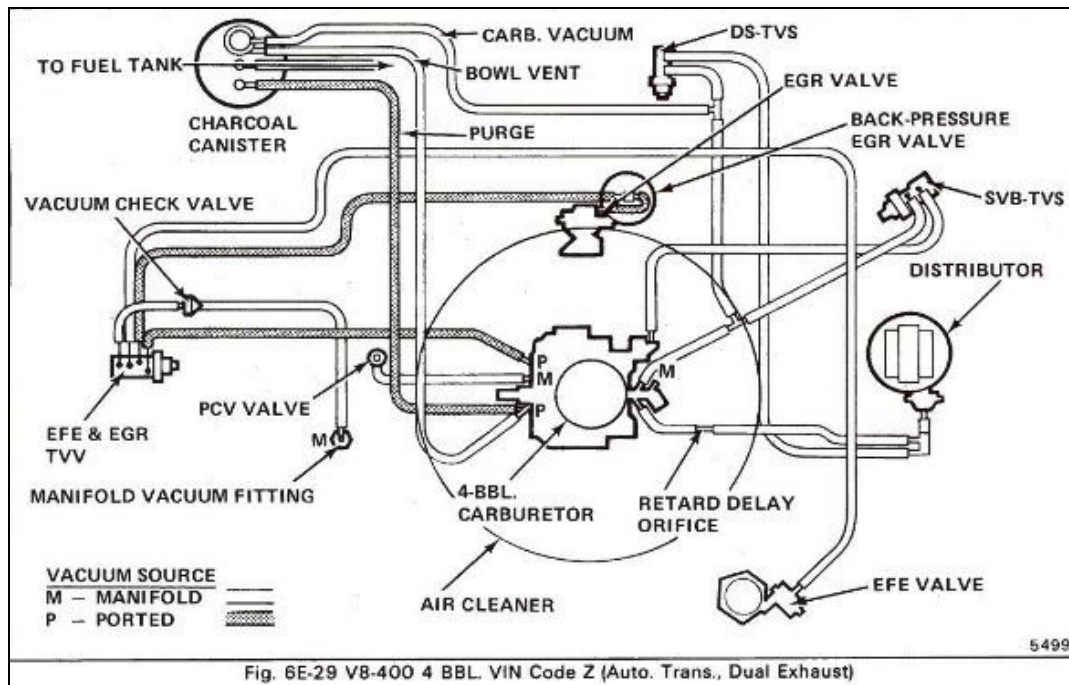 CARB. VACUUM
DS-TVS
TO FUEL TANK
BOWL VENT
EGR VALVE
CHARCOAL
CANISTER
PURGE
BACK-PRESSURE
EGR VALVE
VACUUM CHECK VALVE
SVB-TVS
DISTRIBUTOR
P
M
M
P
PCV VALVE
EFE & EGR
TVV
M
MANIFOLD VACUUM FITTING
4-BBL.
CARBURETOR
RETARD DELAY
ORIFICE
VACUUM SOURCE
M – MANIFOLD
P – PORTED
AIR CLEANER
EFE VALVE
5499
Fig. 6E-29 V8-400 4 BBL. VIN Code Z (Auto. Trans., Dual Exhaust)